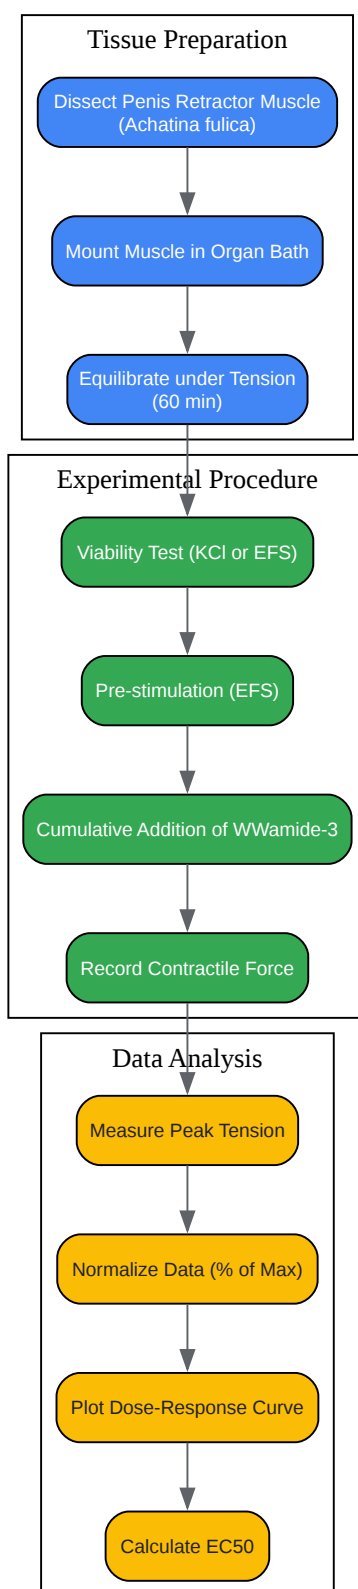 Tissue Preparation
Dissect Penis Retractor Muscle
(Achatina fulica)
Mount Muscle in Organ Bath
Equilibrate under Tension
(60 min)
Experimental Procedure
Viability Test (KCl or EFS)
Pre-stimulation (EFS)
Cumulative Addition of WWamide-3
Record Contractile Force
Data Analysis
Measure Peak Tension
Normalize Data (% of Max)
Plot Dose-Response Curve
Calculate EC50